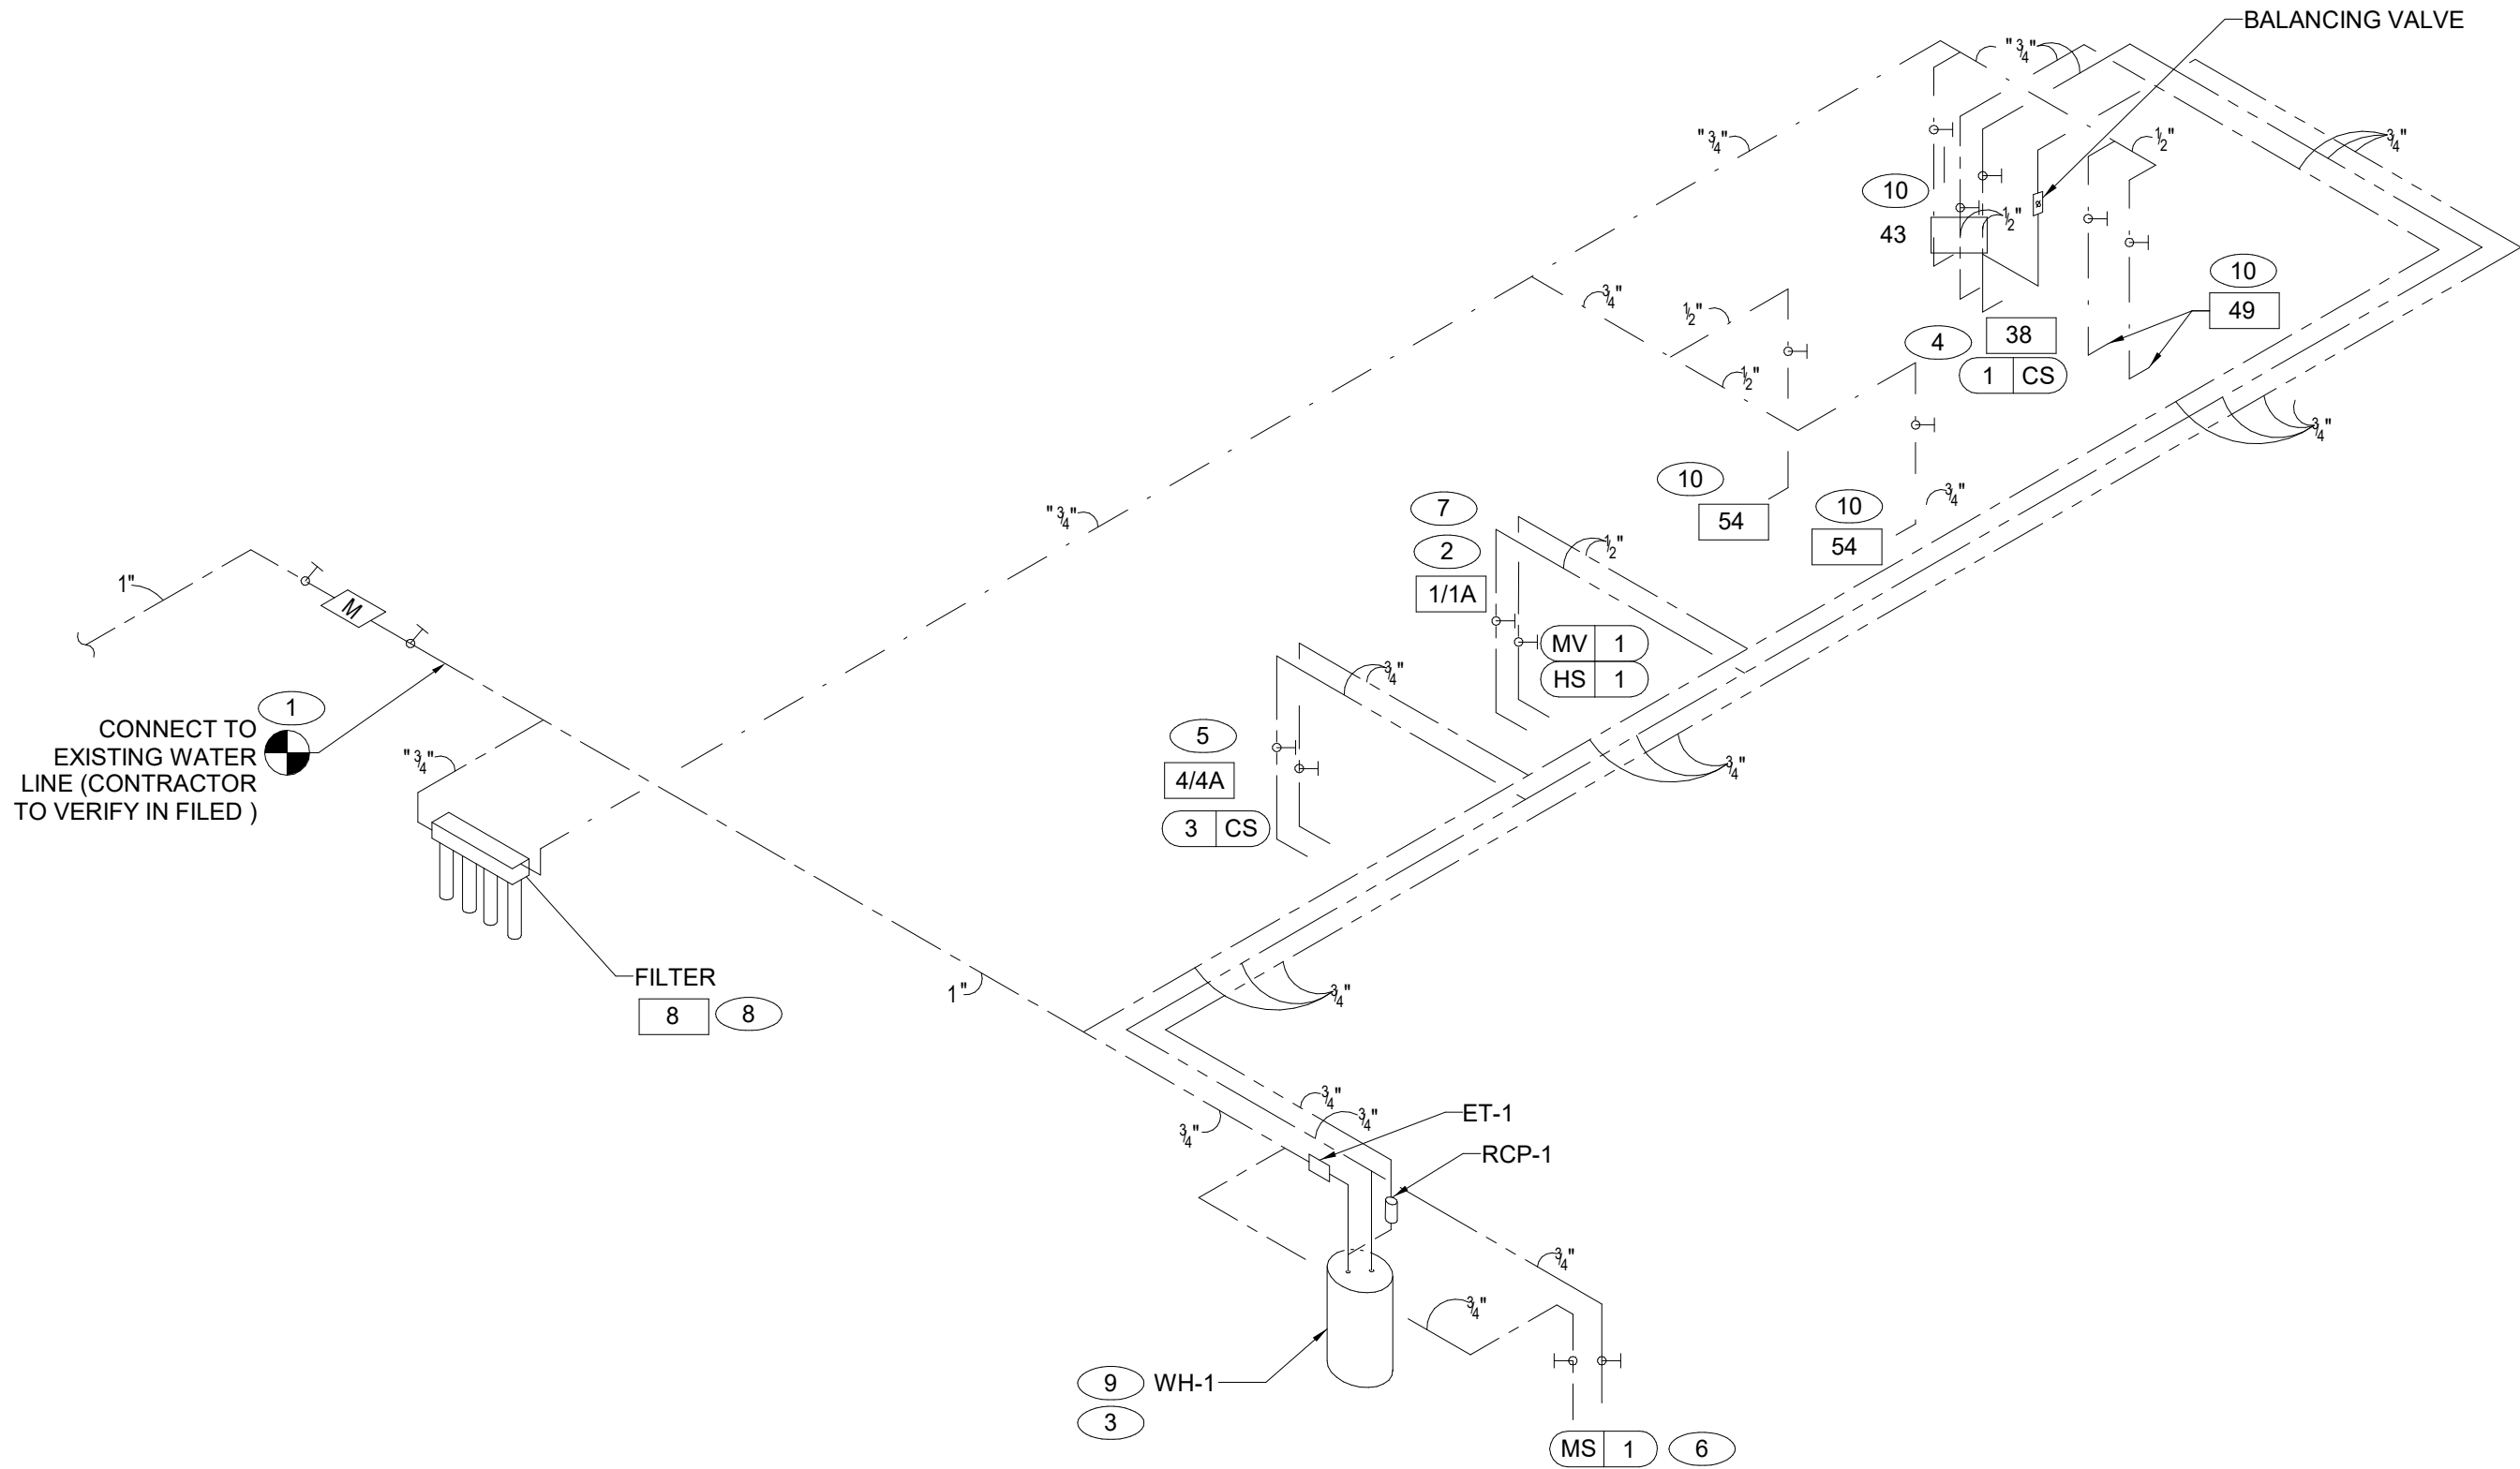 BALANCING VALVE
" 3/4"
" 3/4"
3/4"
1/2"
10
1/2"
43
10
49
3/4"
1/2"
4
38
1 CS
1/2"
3/4"
10
54
10
54
3/4"
" 3/4"
7
2
1/1A
1/2"
1"
M
MV 1
HS 1
3/4"
1
CONNECT TO
EXISTING WATER
LINE (CONTRACTOR
TO VERIFY IN FILED )
" 3/4"
5
4/4A
3 CS
3/4"
FILTER
8 8
1"
3/4"
3/4"
3/4"
3/4"
ET-1
RCP-1
3/4"
3/4"
9 WH-1
3
MS 1 6